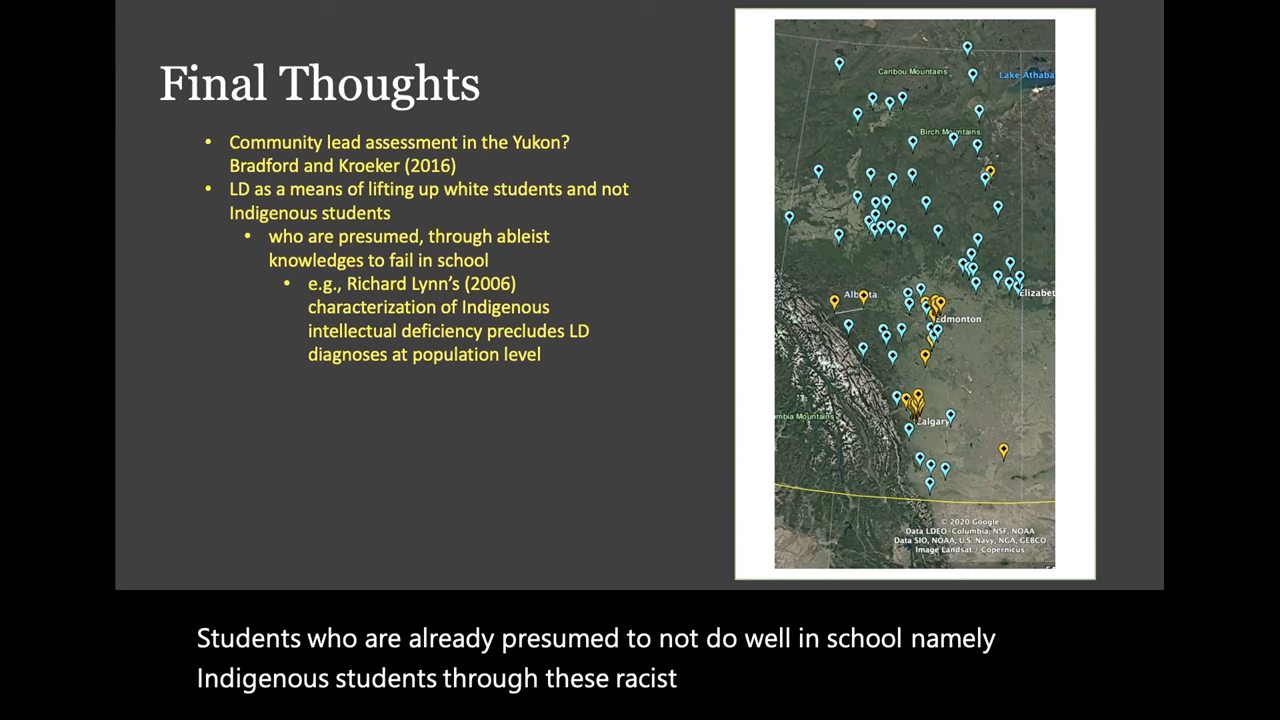 Final Thoughts
• Community lead assessment in the Yukon?
Bradford and Kroeker (2016)
• LD as a means of lifting up white students and not
Indigenous students
• who are presumed, through ableist
knowledges to fail in school
• e.g., Richard Lynn's (2006)
characterization of Indigenous
intellectual deficiency precludes LD
diagnoses at population level
Caribou Mountains
Lake Athaba
Birch Mountains
Alberta
Elizabet
Edmonton
mbia Mountains
Calgary
© 2020 Google
Data LDEO-Columbia, NSF, NOAA
Data SIO, NOAA, U.S. Navy, NGA, GEBCO
Image Landsat / Copernicus
Students who are already presumed to not do well in school namely
Indigenous students through these racist